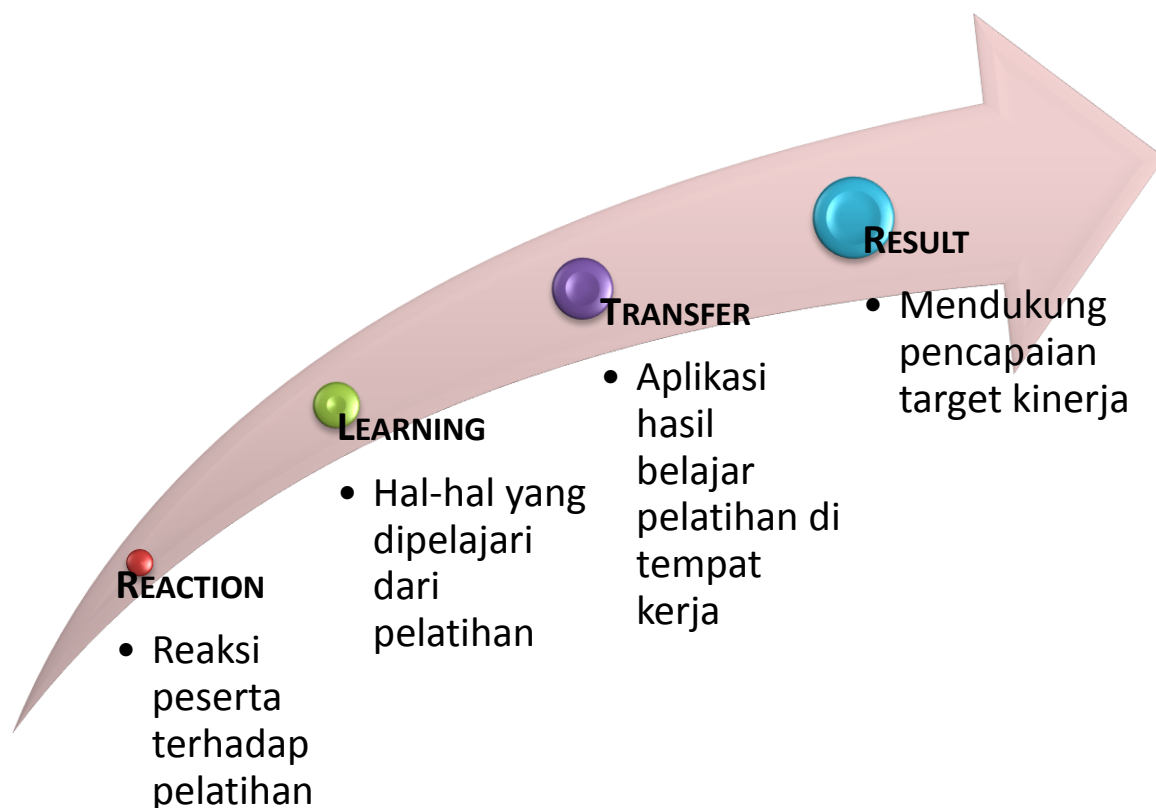 REACTION
• Reaksi
peserta
terhadap
pelatihan
LEARNING
• Hal-hal yang
dipelajari
dari
pelatihan
TRANSFER
• Aplikasi
hasil
belajar
pelatihan di
tempat
kerja
RESULT
• Mendukung
pencapaian
target kinerja